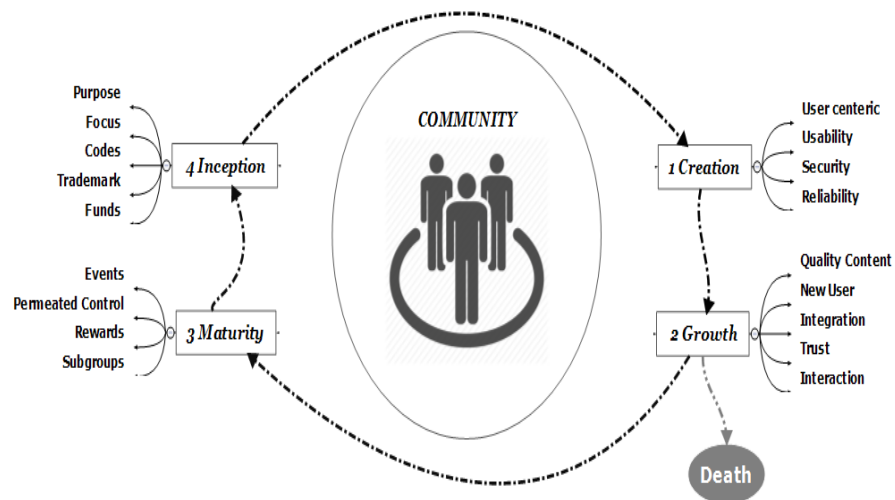 COMMUNITY
Purpose
Focus
Codes
Trademark
Funds
4 Inception
User centeric
Usability
Security
Reliability
1 Creation
Events
Permeated Control
Rewards
Subgroups
3 Maturity
Quality Content
New User
Integration
Trust
Interaction
2 Growth
Death